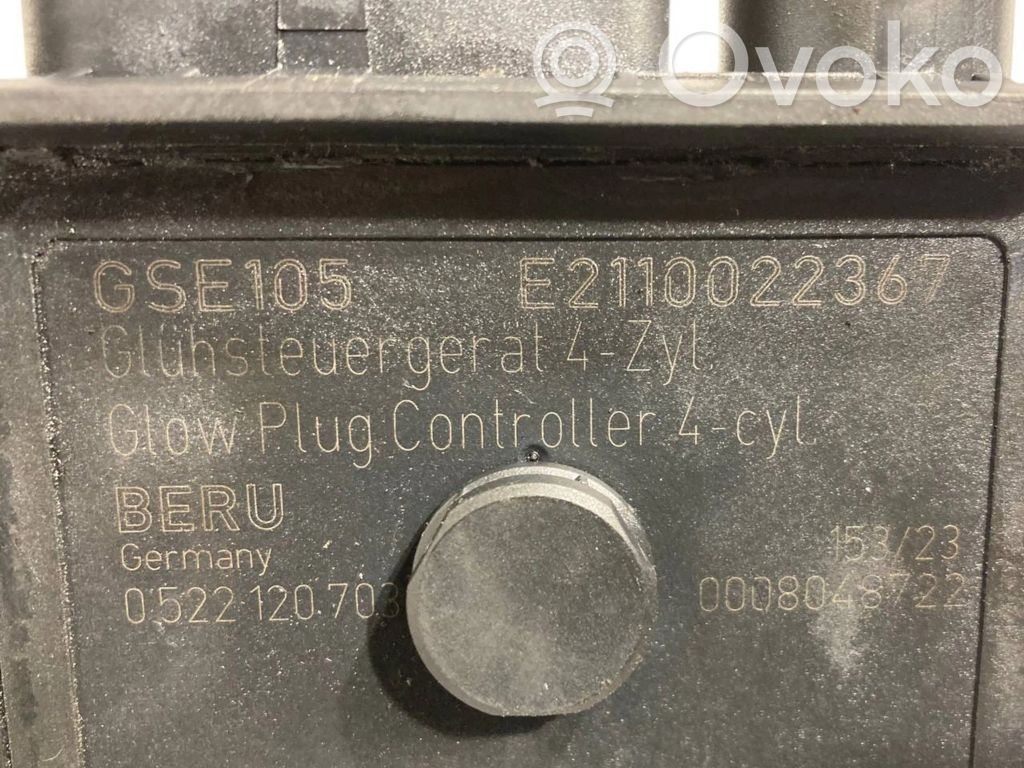 Ovoko
GSE105 E2110022367
Glühsteuergerät 4-Zyl.
Glow Plug Controller 4-cyl.
BERU
Germany 153/23
0 522 120 703 0008048722